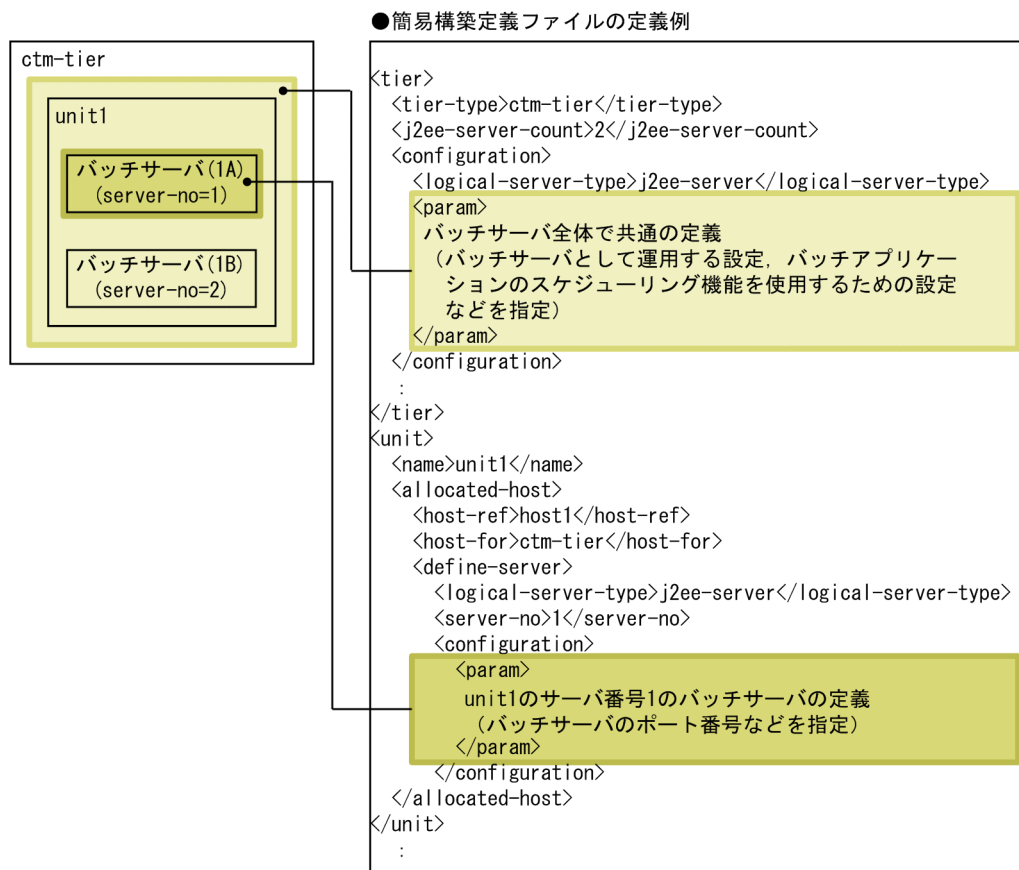 ●簡易構築定義ファイルの定義例
ctm-tier
unit1
バッチサーバ(1A)
(server-no=1)
バッチサーバ(1B)
(server-no=2)
<tier>
<tier-type>ctm-tier</tier-type>
<j2ee-server-count>2</j2ee-server-count>
<configuration>
<logical-server-type>j2ee-server</logical-server-type>
<param>
バッチサーバ全体で共通の定義
（バッチサーバとして運用する設定，バッチアプリケー
ションのスケジューリング機能を使用するための設定
などを指定）
</param>
</configuration>
:
</tier>
<unit>
<name>unit1</name>
<allocated-host>
<host-ref>host1</host-ref>
<host-for>ctm-tier</host-for>
<define-server>
<logical-server-type>j2ee-server</logical-server-type>
<server-no>1</server-no>
<configuration>
<param>
unit1のサーバ番号1のバッチサーバの定義
（バッチサーバのポート番号などを指定）
</param>
</configuration>
</allocated-host>
</unit>
: